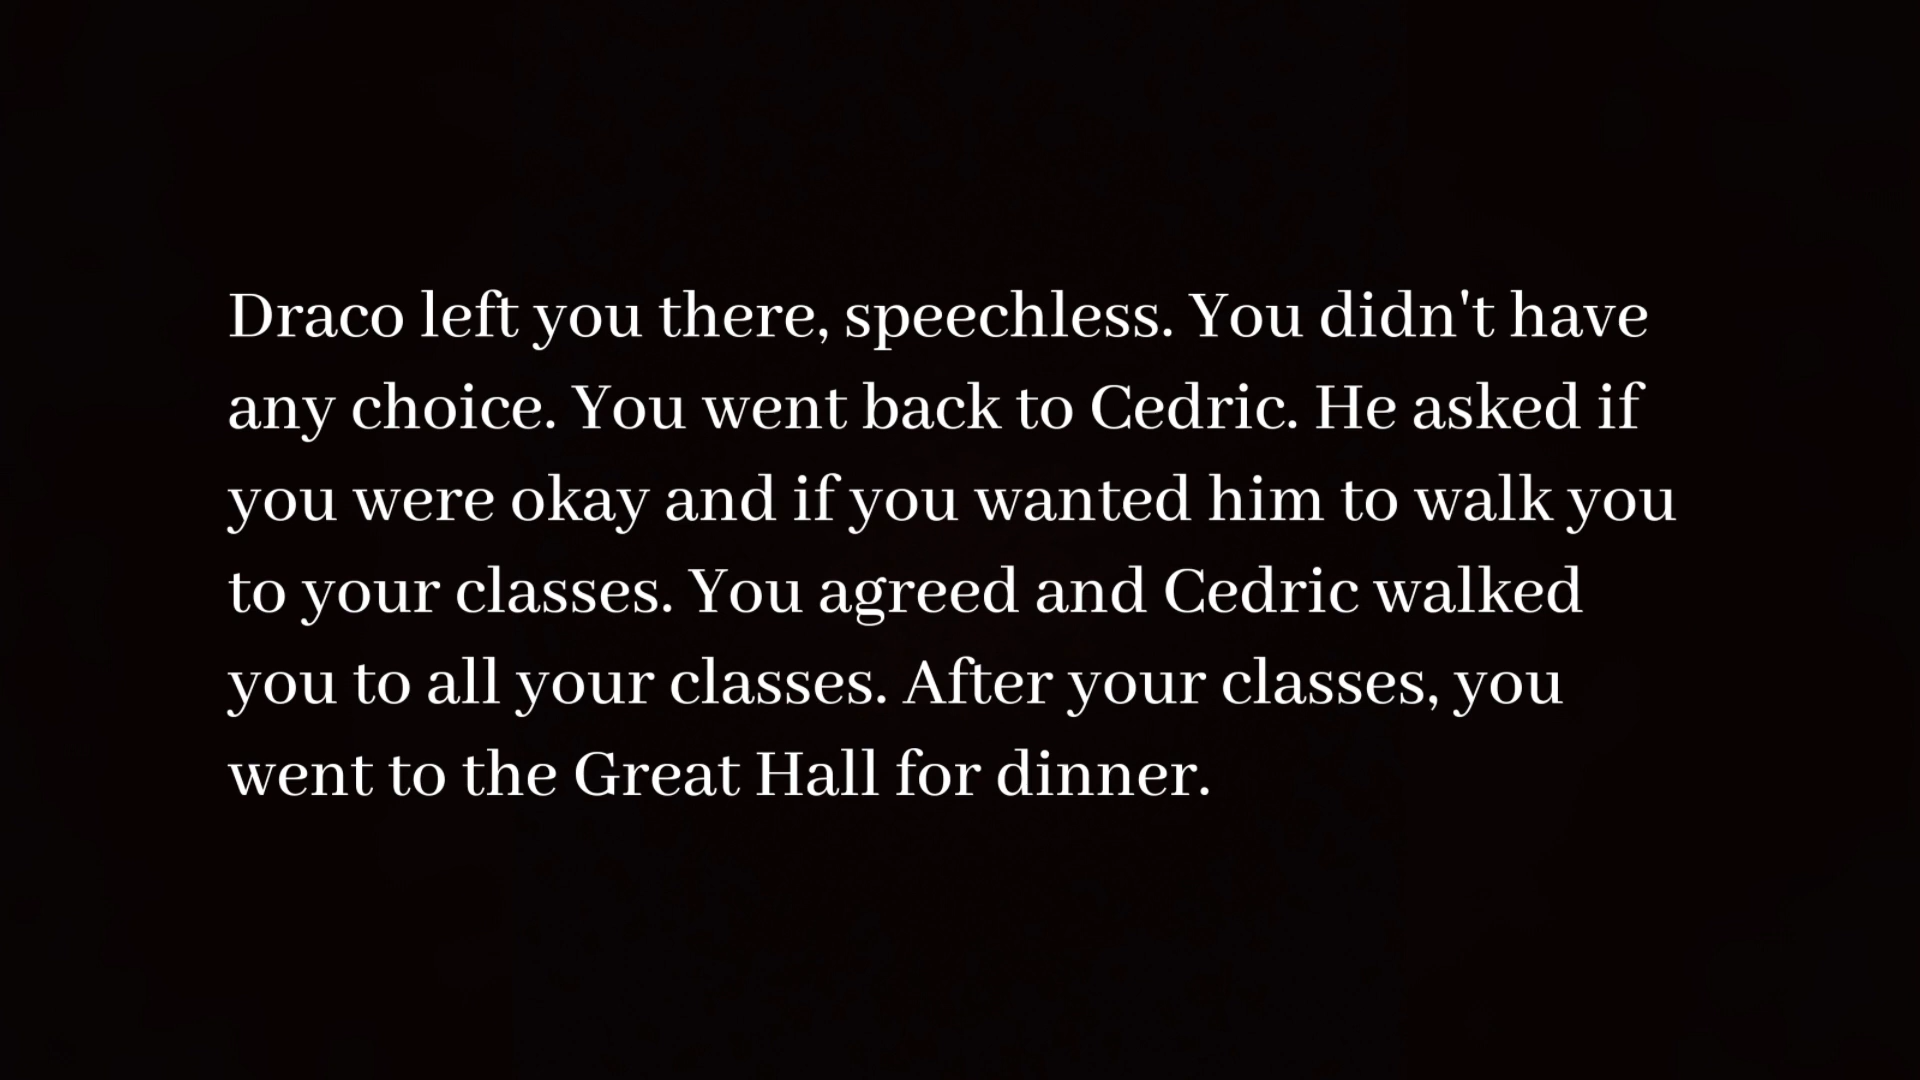 Draco left you there, speechless. You didn't have
any choice. You went back to Cedric. He asked if
you were okay and if you wanted him to walk you
to your classes. You agreed and Cedric walked
you to all your classes. After your classes, you
went to the Great Hall for dinner.